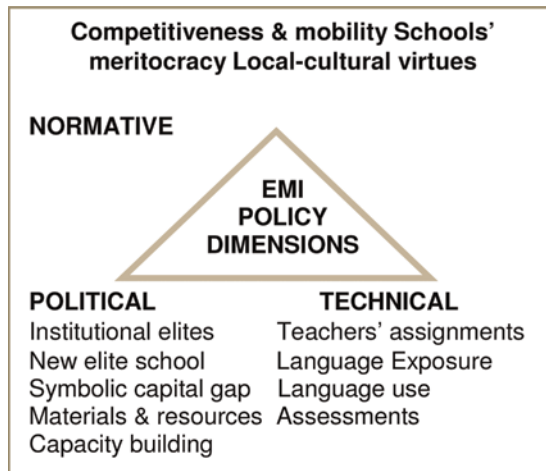 Competitiveness & mobility Schools'
meritocracy Local-cultural virtues
NORMATIVE
EMI
POLICY
DIMENSIONS
POLITICAL
Institutional elites
New elite school
Symbolic capital gap
Materials & resources
Capacity building
TECHNICAL
Teachers' assignments
Language Exposure
Language use
Assessments